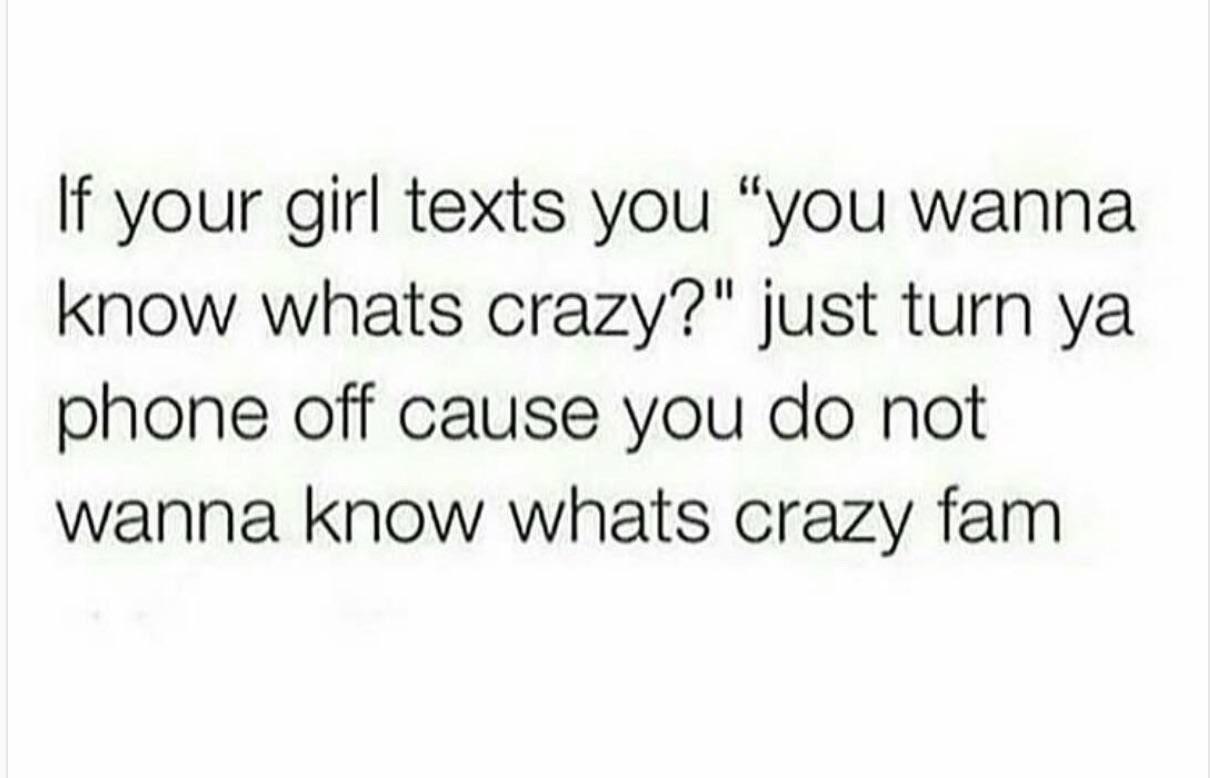 If your girl texts you “you wanna
know whats crazy?" just turn ya
phone off cause you do not
wanna know whats crazy fam